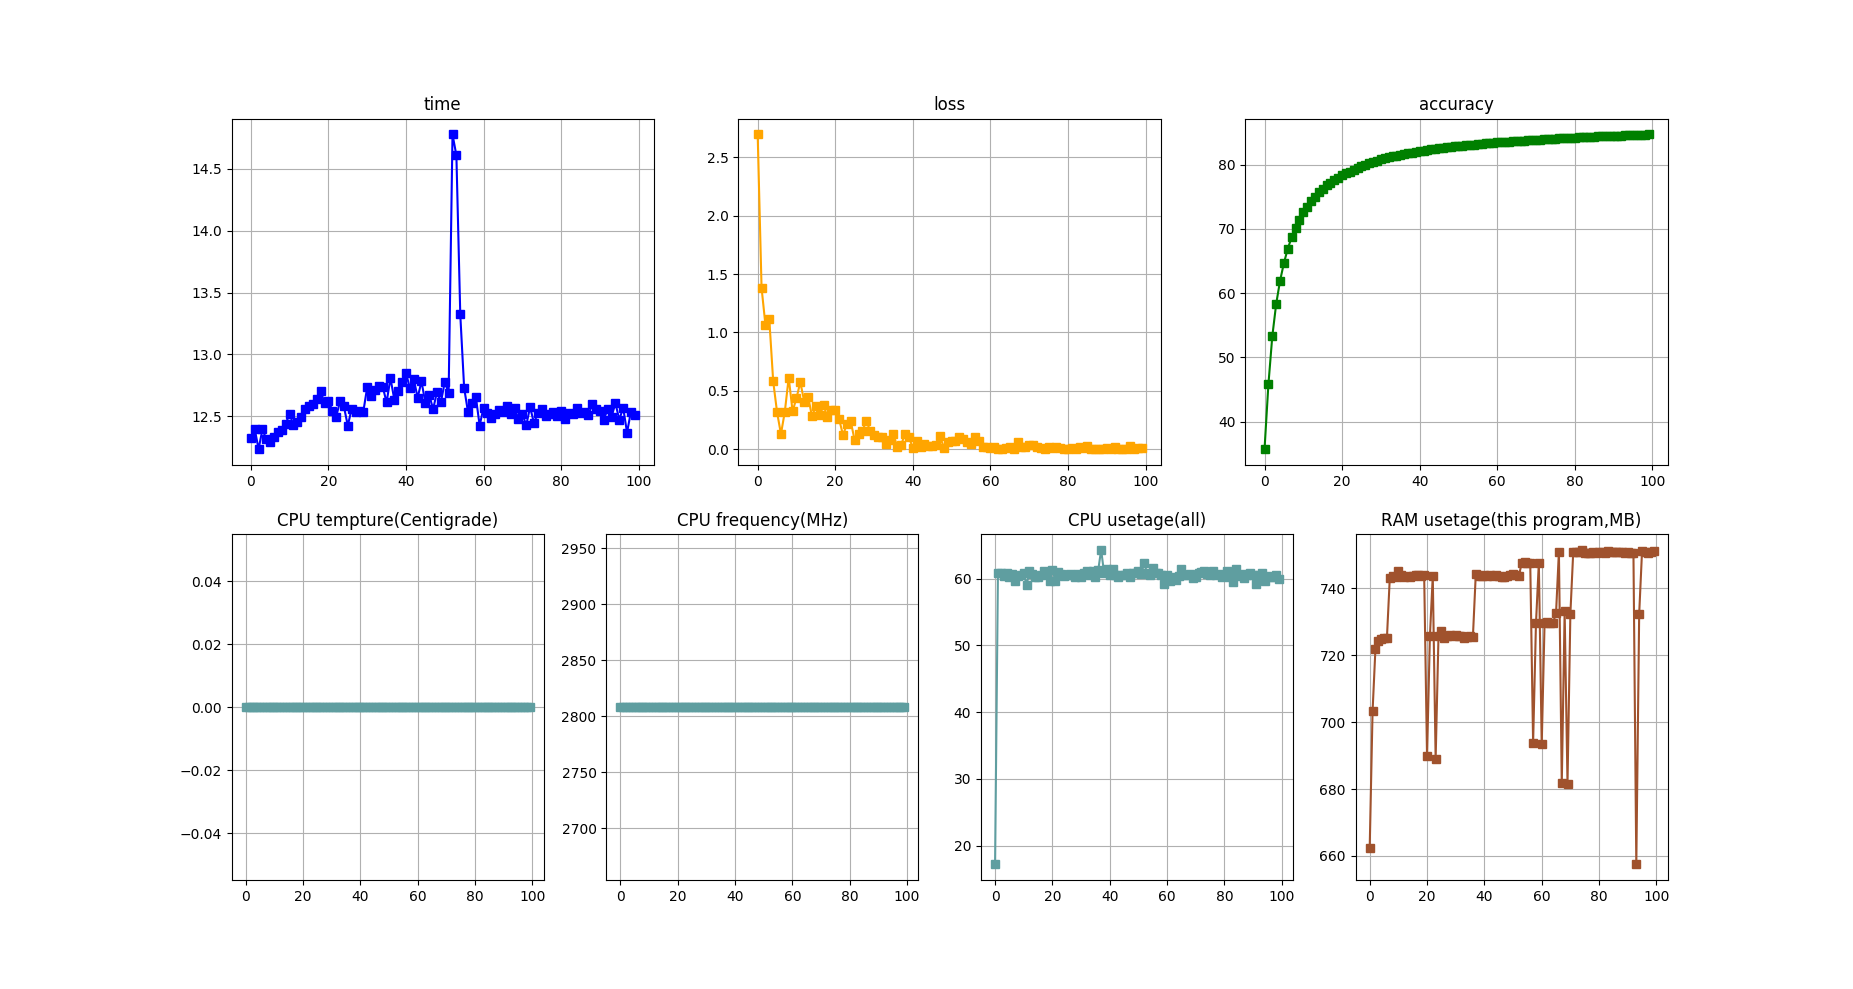 time
loss
accuracy
14.5
14.0
13.5
13.0
12.5
0 20 40 60 80 100
2.5
2.0
1.5
1.0
0.5
0.0
0 20 40 60 80 100
80
70
60
50
40
0 20 40 60 80 100
CPU tempture(Centigrade)
CPU frequency(MHz)
CPU usetage(all)
RAM usetage(this program,MB)
0.04
0.02
0.00
−0.02
−0.04
0 20 40 60 80 100
2950
2900
2850
2800
2750
2700
0 20 40 60 80 100
60
50
40
30
20
0 20 40 60 80 100
740
720
700
680
660
0 20 40 60 80 100